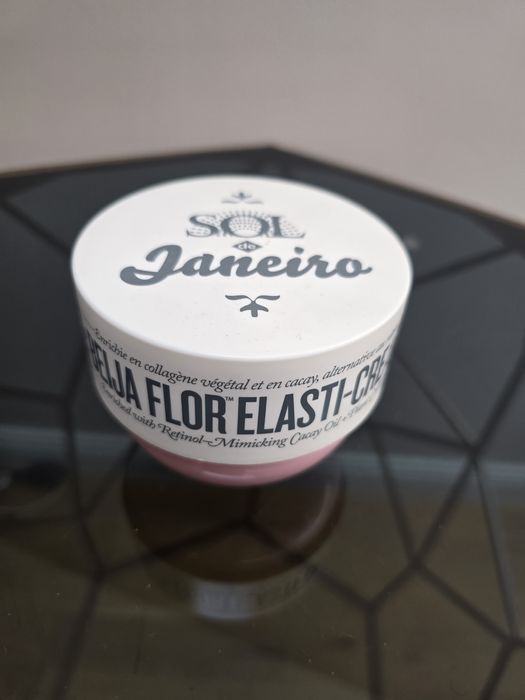 SOL
de
Janeiro
Enrichie en collagène végétal et en cacay, alternative
BEIJA FLOR™ ELASTI-CRE
Enriched with Retinol-Mimicking Cacay Oil + Plant